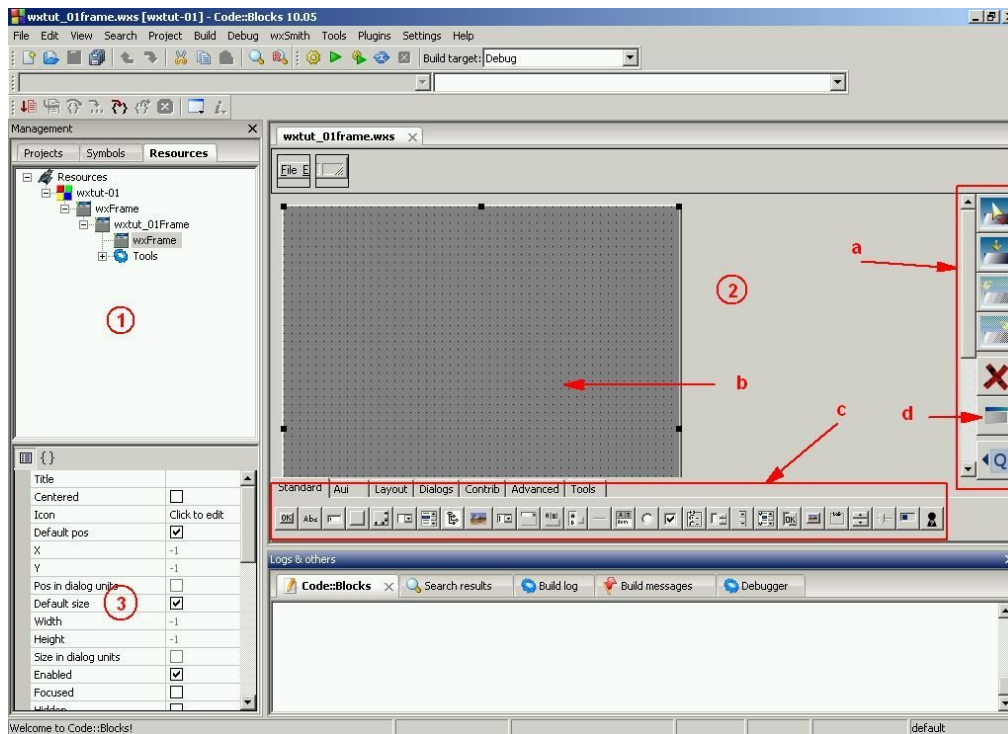 wxtut_01frame.wxs [wxtut-01] - Code::Blocks 10.05
File Edit View Search Project Build Debug wxSmith Tools Plugins Settings Help
Build target: Debug
Management
Projects Symbols Resources
Resources
wxtut-01
wxFrame
wxtut_01Frame
wxFrame
Tools
1
wxtut_01frame.wxs
File E
2
a
b
c
d
Q
Standard Aui Layout Dialogs Contrib Advanced Tools
OK Abc
{}
Title
Centered
Icon Click to edit
Default pos
X -1
Y -1
Pos in dialog units
Default size
3
Width -1
Height -1
Size in dialog units
Enabled
Focused
Hidden
Logs & others
Code::Blocks Search results Build log Build messages Debugger
Welcome to Code::Blocks! default